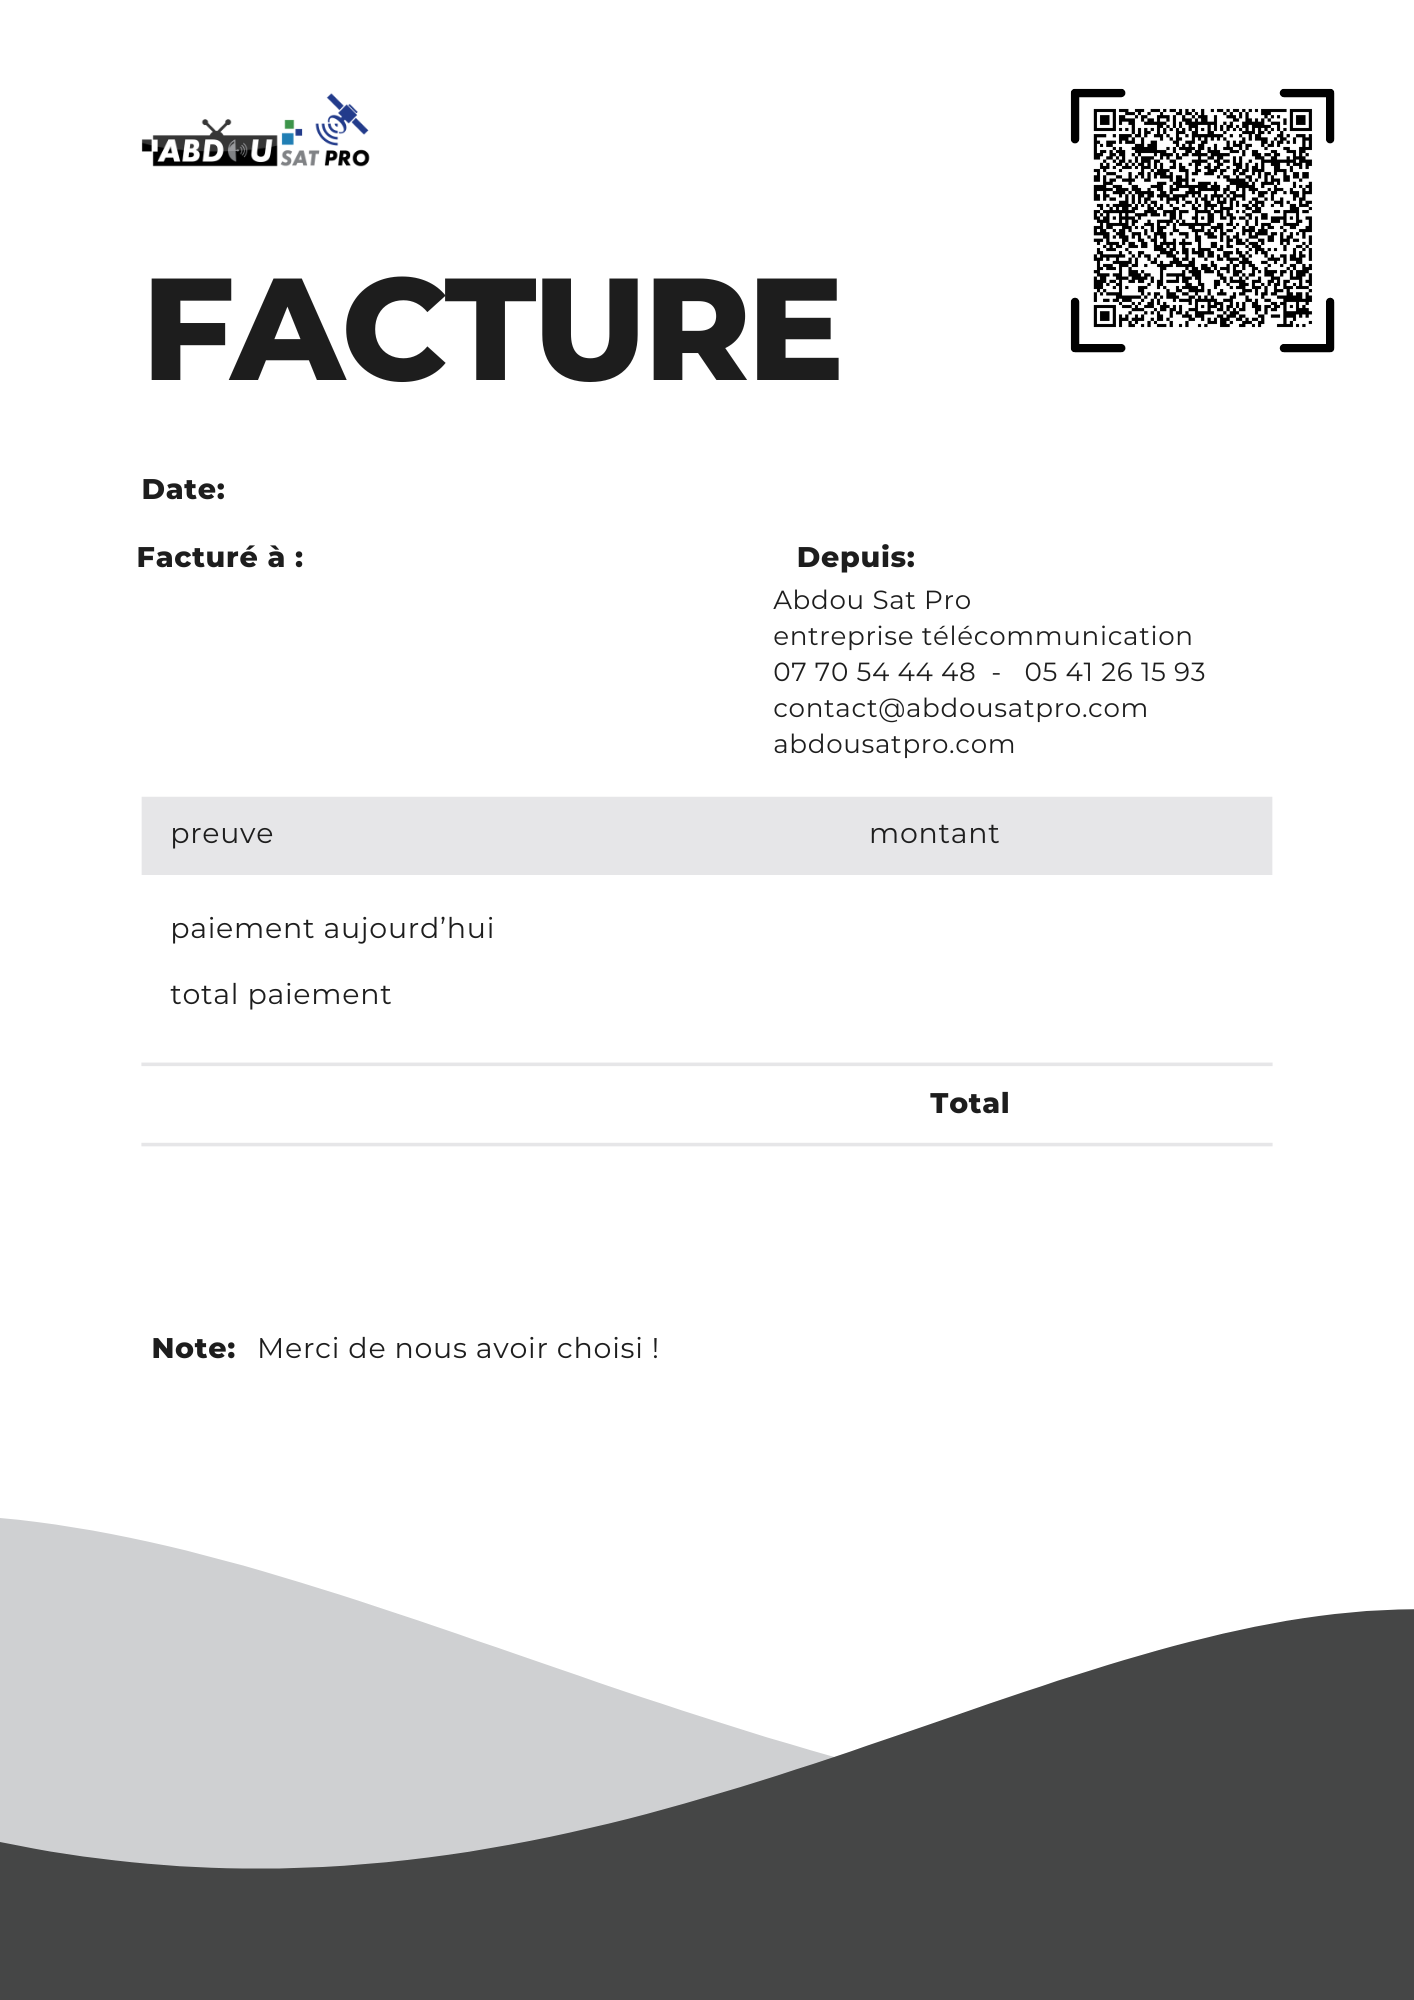 ABDOU SAT PRO
FACTURE
Date:
Facturé à :
Depuis:
Abdou Sat Pro
entreprise télécommunication
07 70 54 44 48 - 05 41 26 15 93
contact@abdousatpro.com
abdousatpro.com
preuve montant
paiement aujourd’hui
total paiement
Total
Note: Merci de nous avoir choisi !